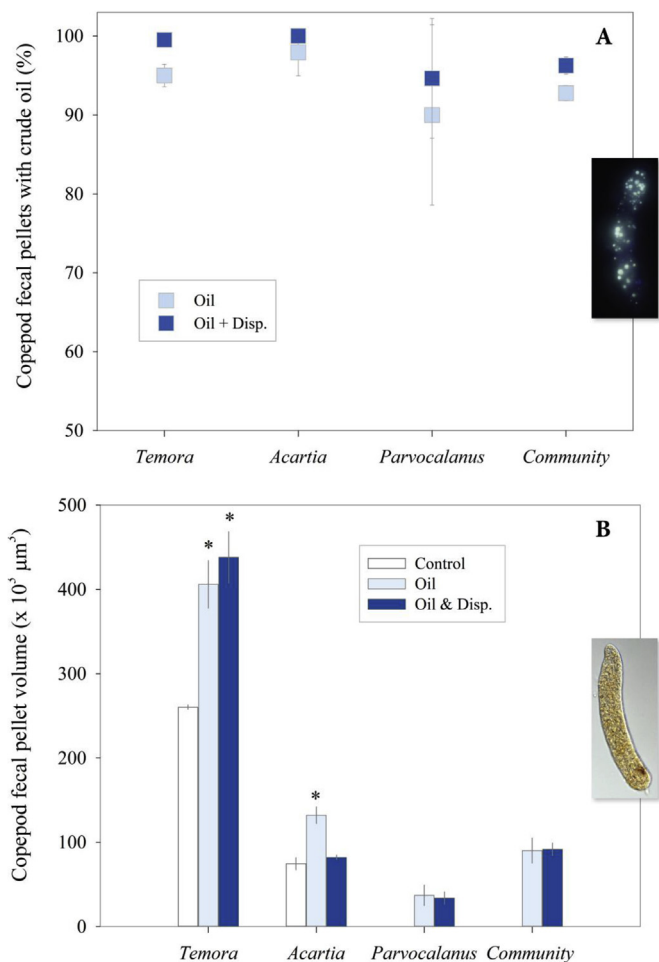 Copepod fecal pellets with crude oil (%)
100
90
80
70
60
50
A
Oil
Oil + Disp.
Temora Acartia Parvocalanus Community
Copepod fecal pellet volume (x 10⁵ µm³)
500
400
300
200
100
0
B
* *
*
Control
Oil
Oil & Disp.
Temora Acartia Parvocalanus Community